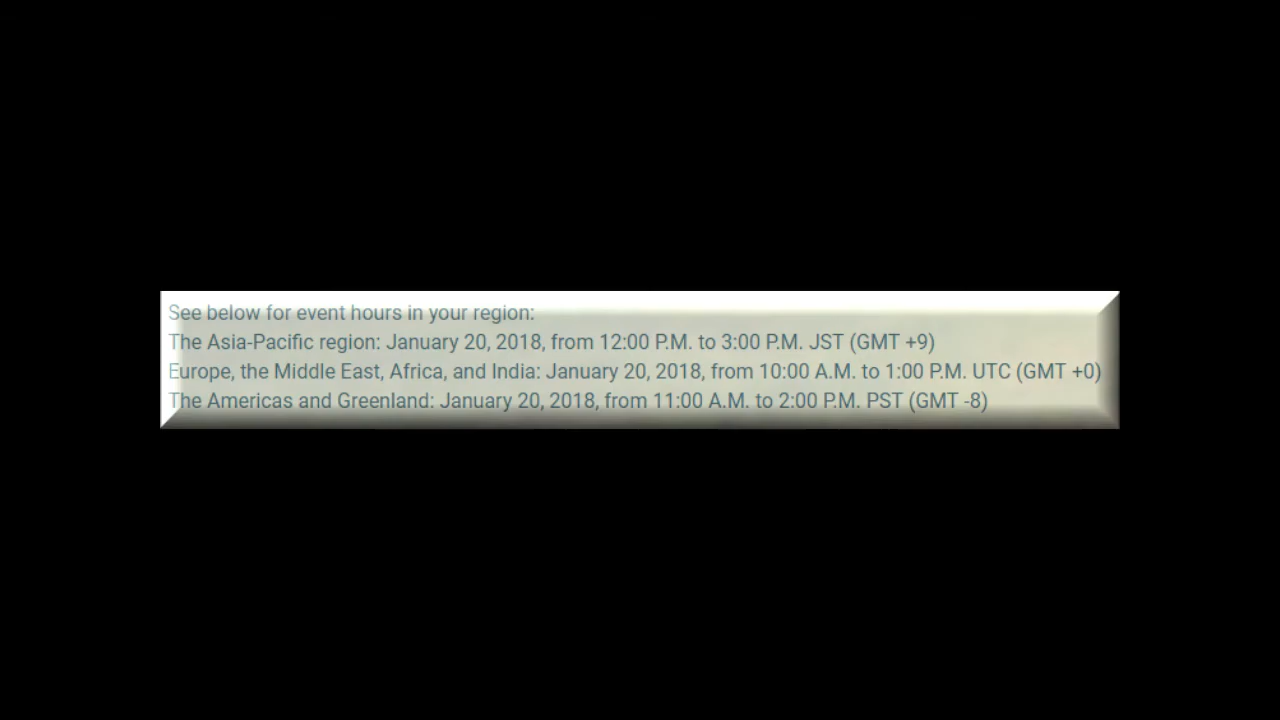 See below for event hours in your region:
The Asia-Pacific region: January 20, 2018, from 12:00 P.M. to 3:00 P.M. JST (GMT +9)
Europe, the Middle East, Africa, and India: January 20, 2018, from 10:00 A.M. to 1:00 P.M. UTC (GMT +0)
The Americas and Greenland: January 20, 2018, from 11:00 A.M. to 2:00 P.M. PST (GMT -8)